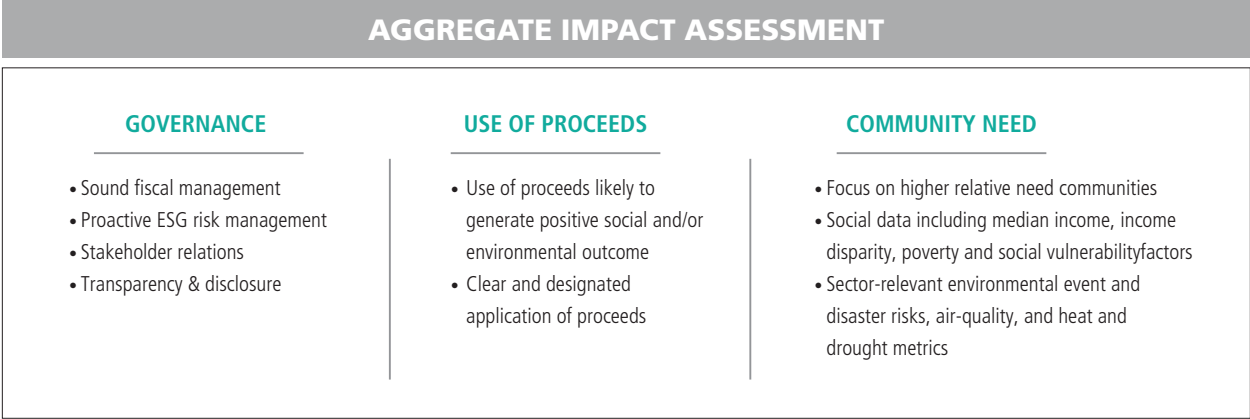 AGGREGATE IMPACT ASSESSMENT
GOVERNANCE
• Sound fiscal management
• Proactive ESG risk management
• Stakeholder relations
• Transparency & disclosure
USE OF PROCEEDS
• Use of proceeds likely to
generate positive social and/or
environmental outcome
• Clear and designated
application of proceeds
COMMUNITY NEED
• Focus on higher relative need communities
• Social data including median income, income
disparity, poverty and social vulnerabilityfactors
• Sector-relevant environmental event and
disaster risks, air-quality, and heat and
drought metrics